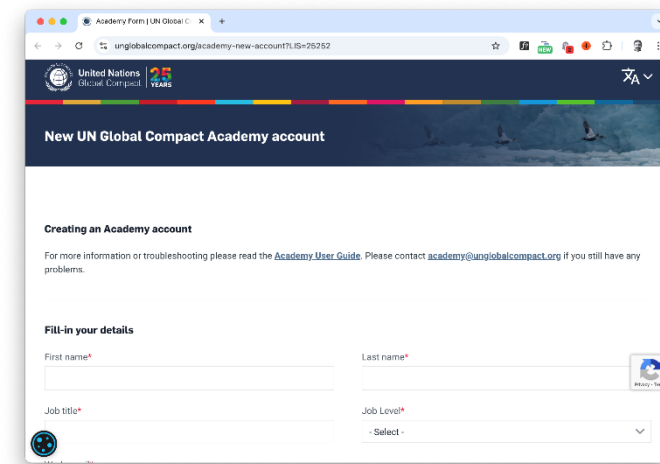 Academy Form | UN Global C
unglobalcompact.org/academy-new-account?LIS=25252
NEW
United Nations
Global Compact
25
YEARS
New UN Global Compact Academy account
Creating an Academy account
For more information or troubleshooting please read the Academy User Guide. Please contact academy@unglobalcompact.org if you still have any
problems.
Fill-in your details
First name*
Last name*
Job title*
Job Level*
- Select -